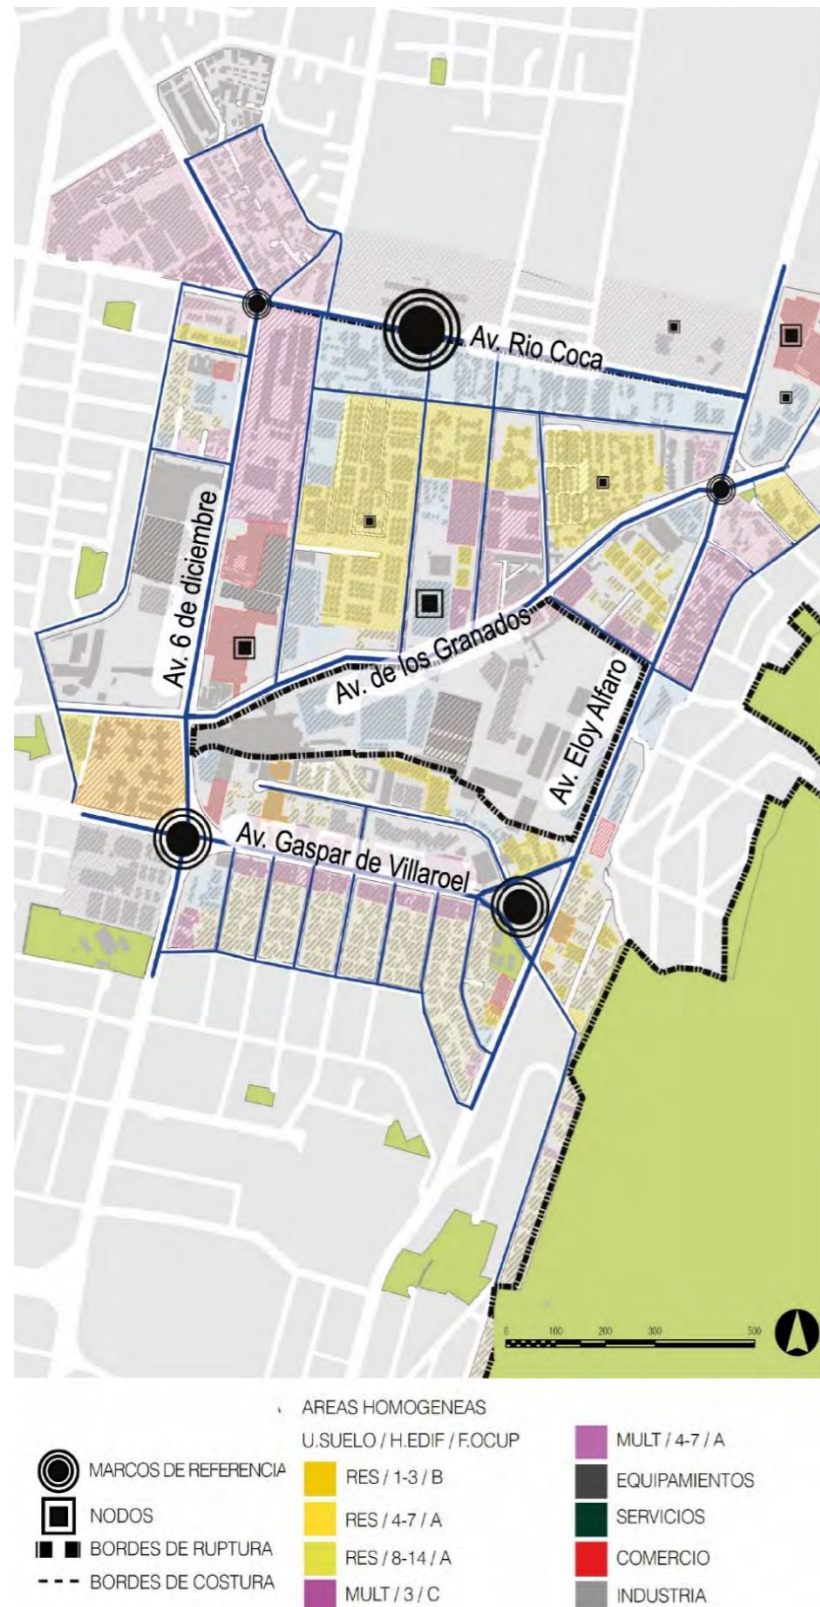 Av. Rio Coca
Av. 6 de diciembre
Av. de los Granados
Av. Eloy Alfaro
Av. Gaspar de Villaroel
0 100 200 300 500
AREAS HOMOGENEAS
U.SUELO / H.EDIF / F.OCUP
MARCOS DE REFERENCIA
NODOS
BORDES DE RUPTURA
BORDES DE COSTURA
RES / 1-3 / B
RES / 4-7 / A
RES / 8-14 / A
MULT / 3 / C
MULT / 4-7 / A
EQUIPAMIENTOS
SERVICIOS
COMERCIO
INDUSTRIA